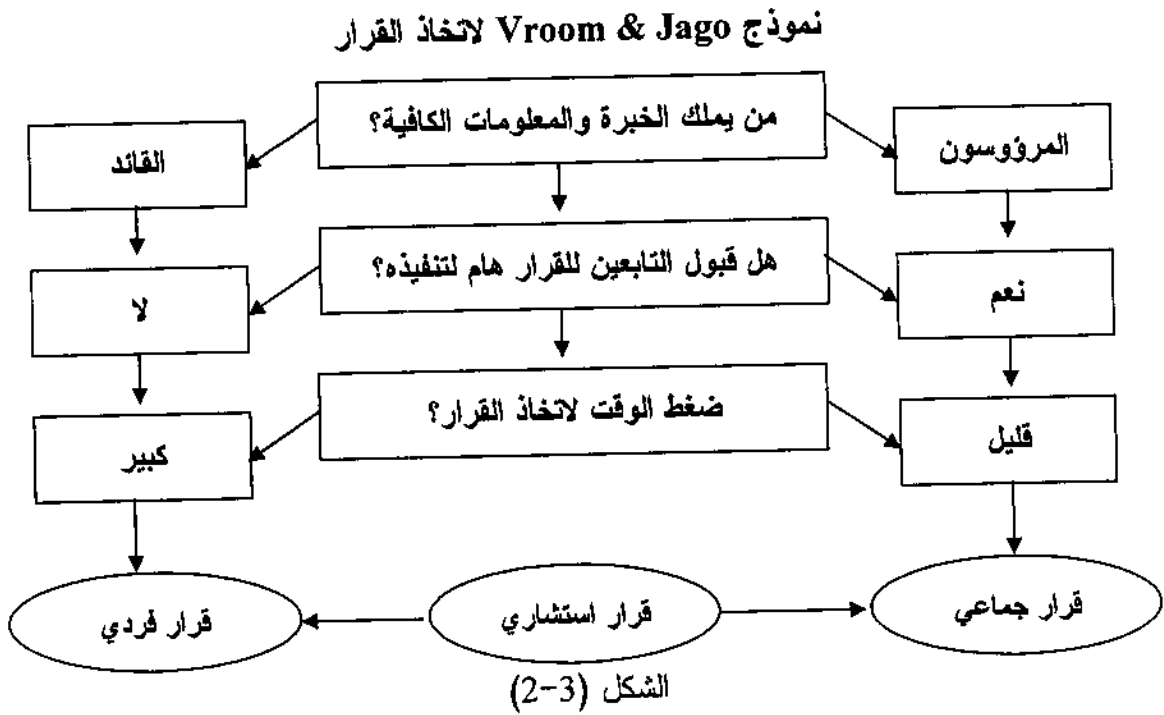 نموذج Vroom & Jago لاتخاذ القرار
من يملك الخبرة والمعلومات الكافية؟
المرؤوسون
القائد
هل قبول التابعين للقرار هام لتنفيذه؟
نعم
لا
ضغط الوقت لاتخاذ القرار؟
قليل
كبير
قرار جماعي
قرار استشاري
قرار فردي
الشكل (3-2)